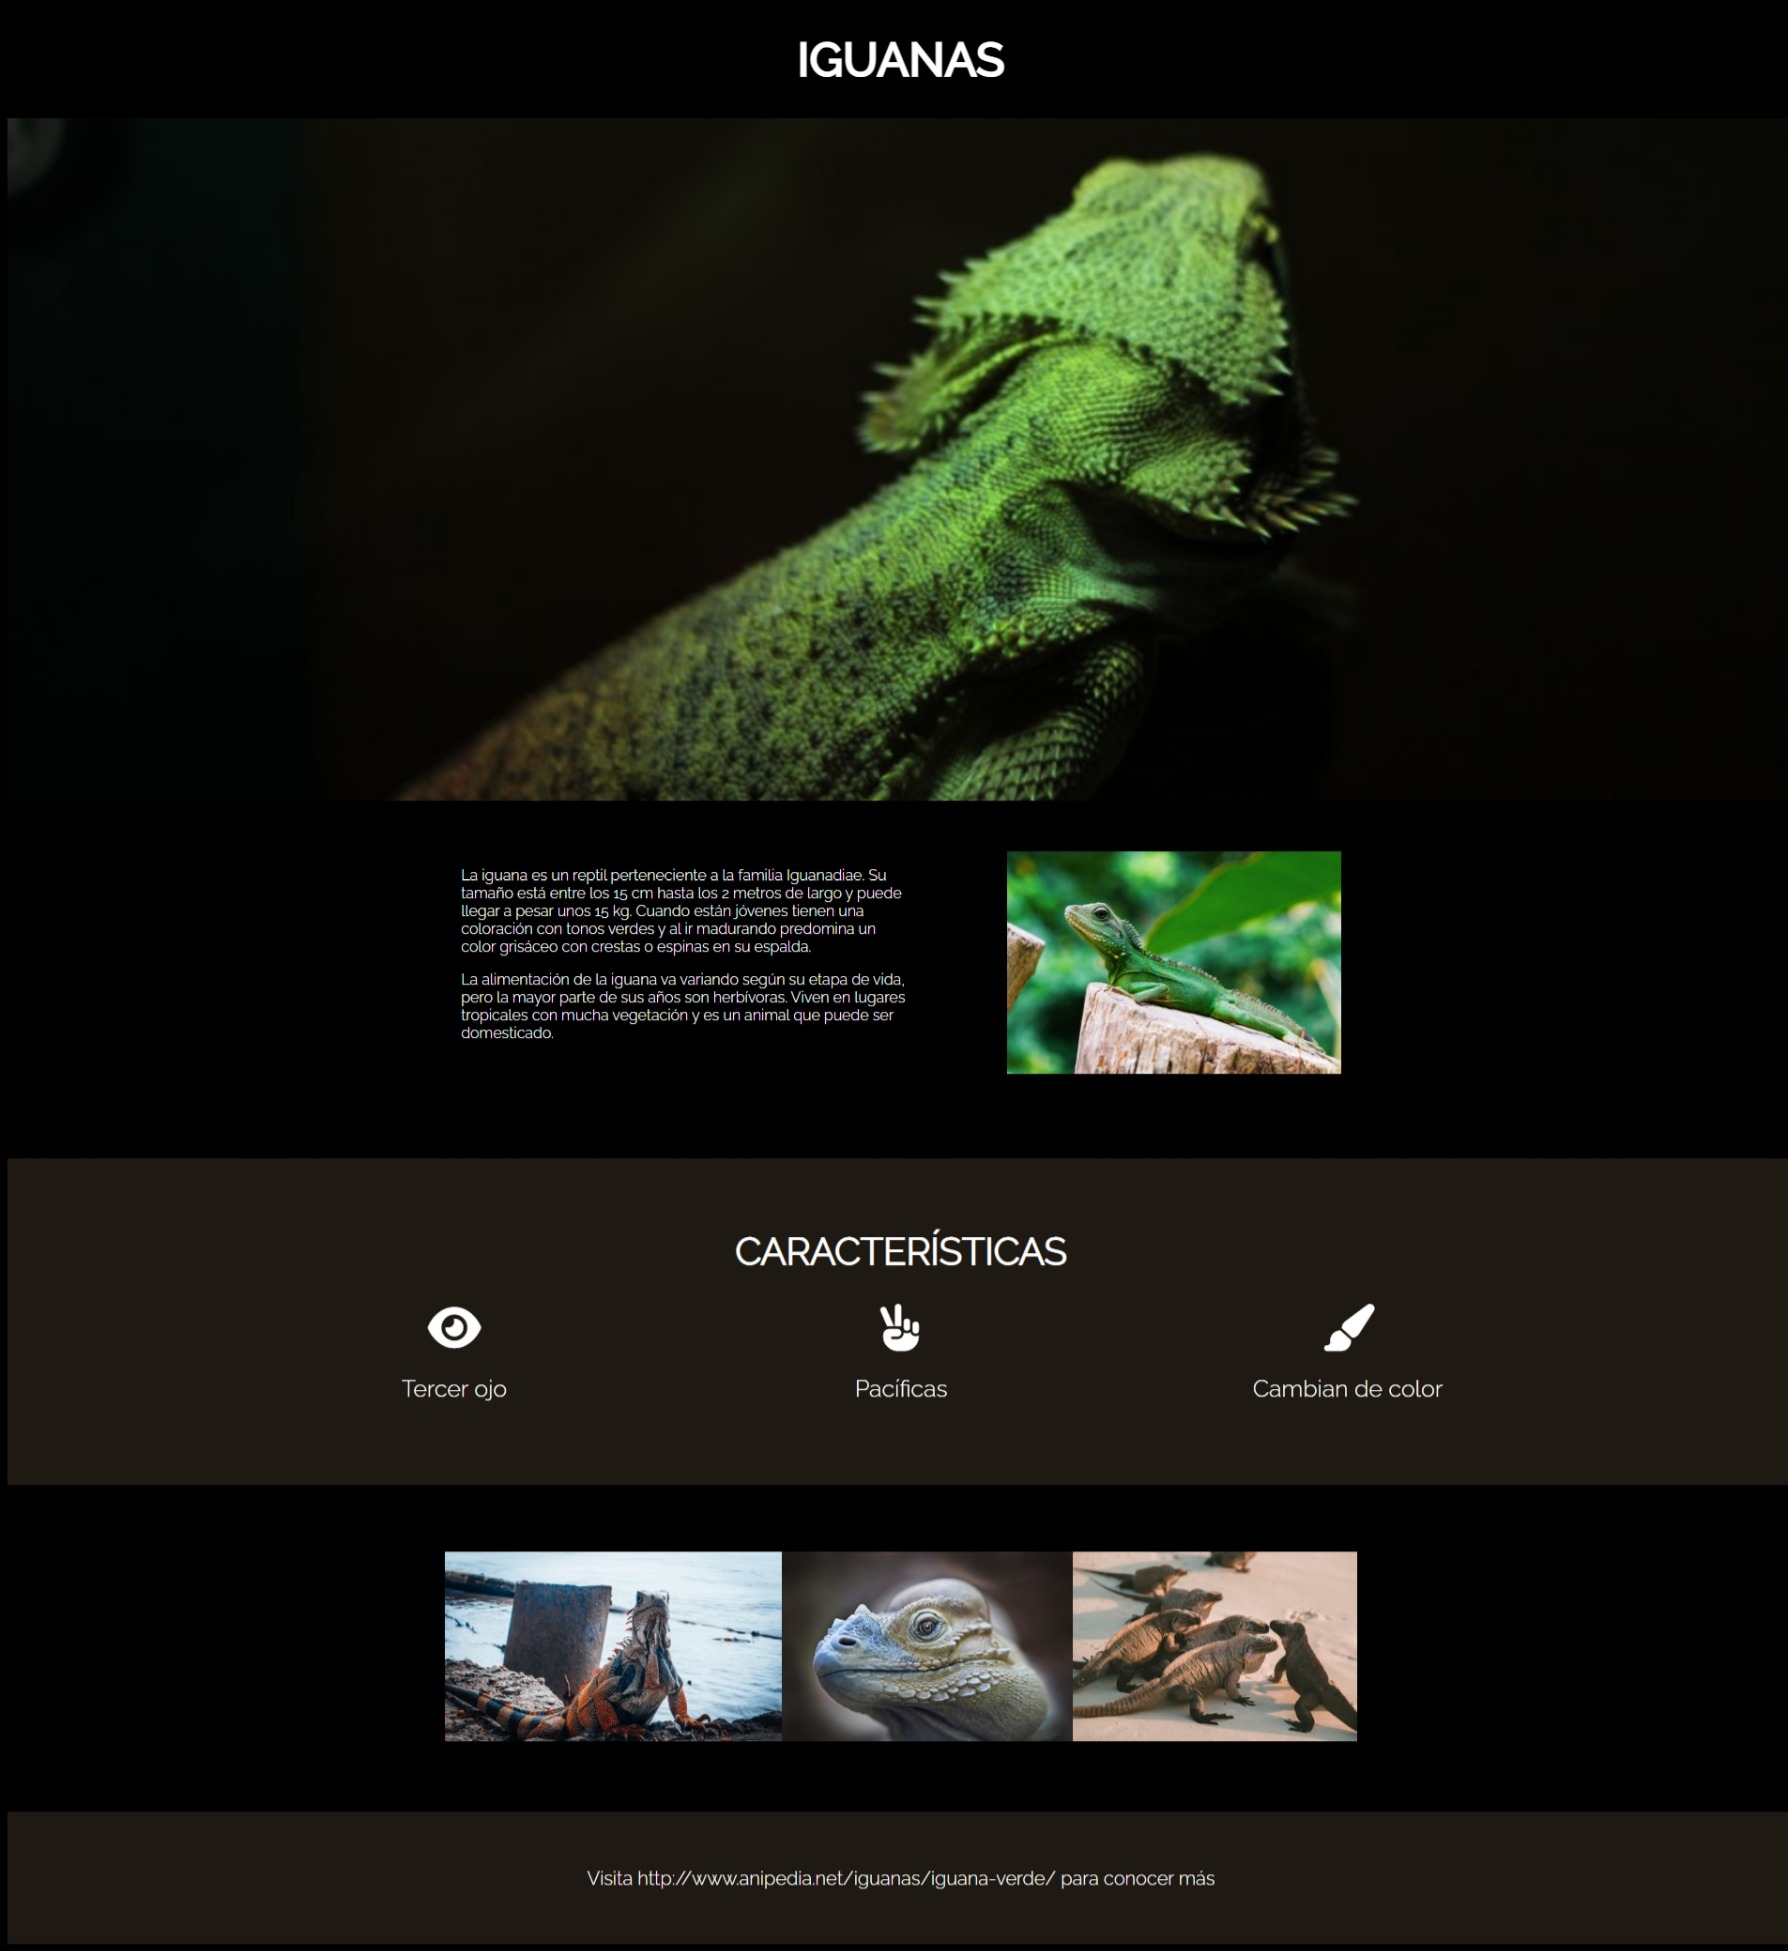 IGUANAS
La iguana es un reptil perteneciente a la familia Iguanadiae. Su
tamaño está entre los 15 cm hasta los 2 metros de largo y puede
llegar a pesar unos 15 kg. Cuando están jóvenes tienen una
coloración con tonos verdes y al ir madurando predomina un
color grisáceo con crestas o espinas en su espalda.
La alimentación de la iguana va variando según su etapa de vida,
pero la mayor parte de sus años son herbívoras. Viven en lugares
tropicales con mucha vegetación y es un animal que puede ser
domesticado.
CARACTERÍSTICAS
Tercer ojo
Pacíficas
Cambian de color
Visita http://www.anipedia.net/iguanas/iguana-verde/ para conocer más